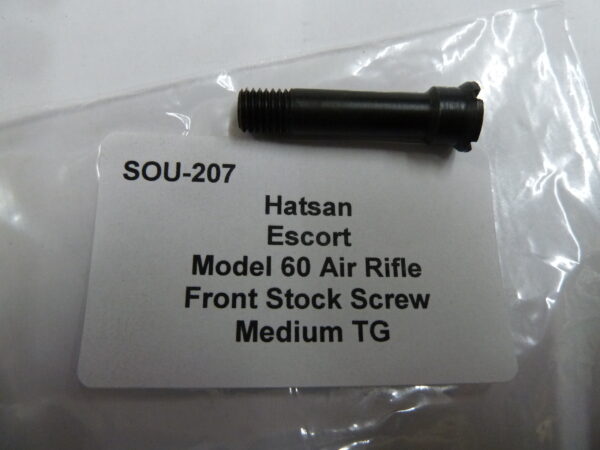 SOU-207
Hatsan
Escort
Model 60 Air Rifle
Front Stock Screw
Medium TG